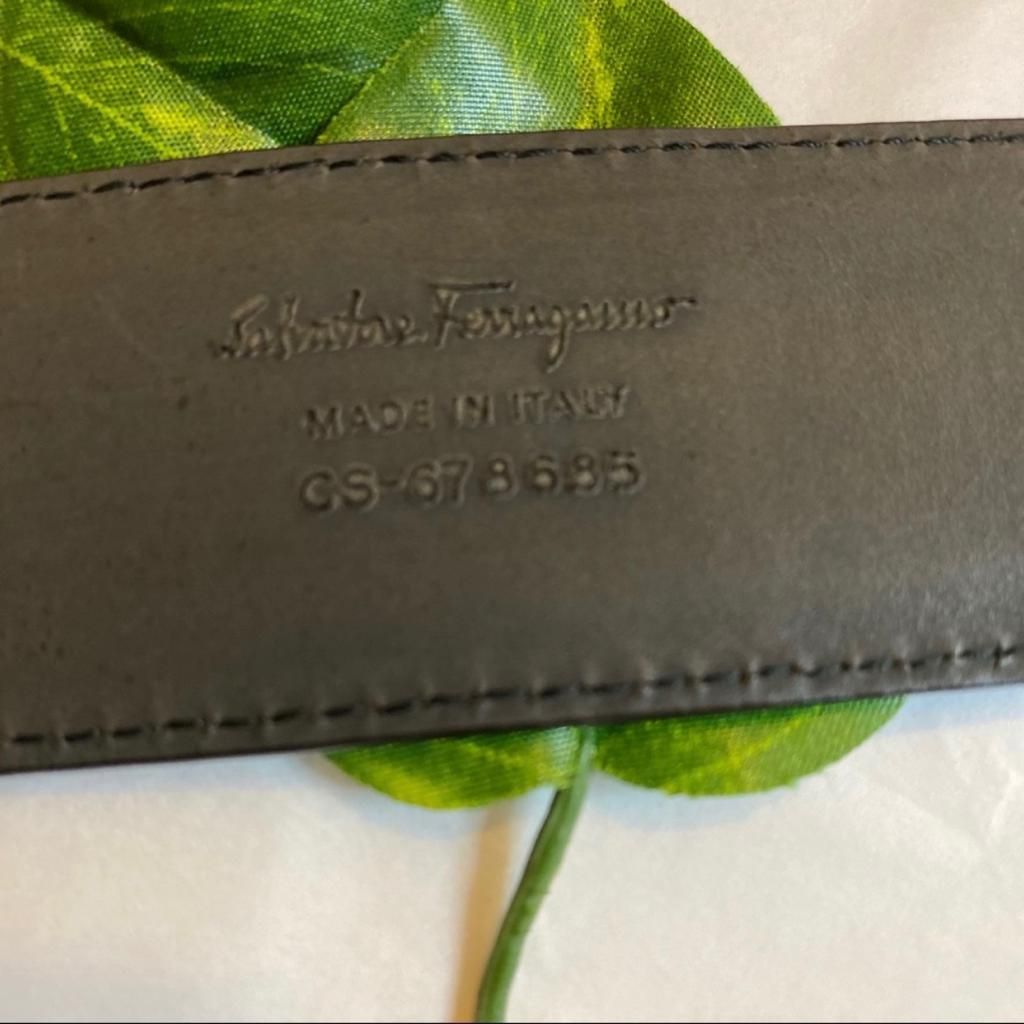 Salvatore Ferragamo
MADE IN ITALY
CS-678685